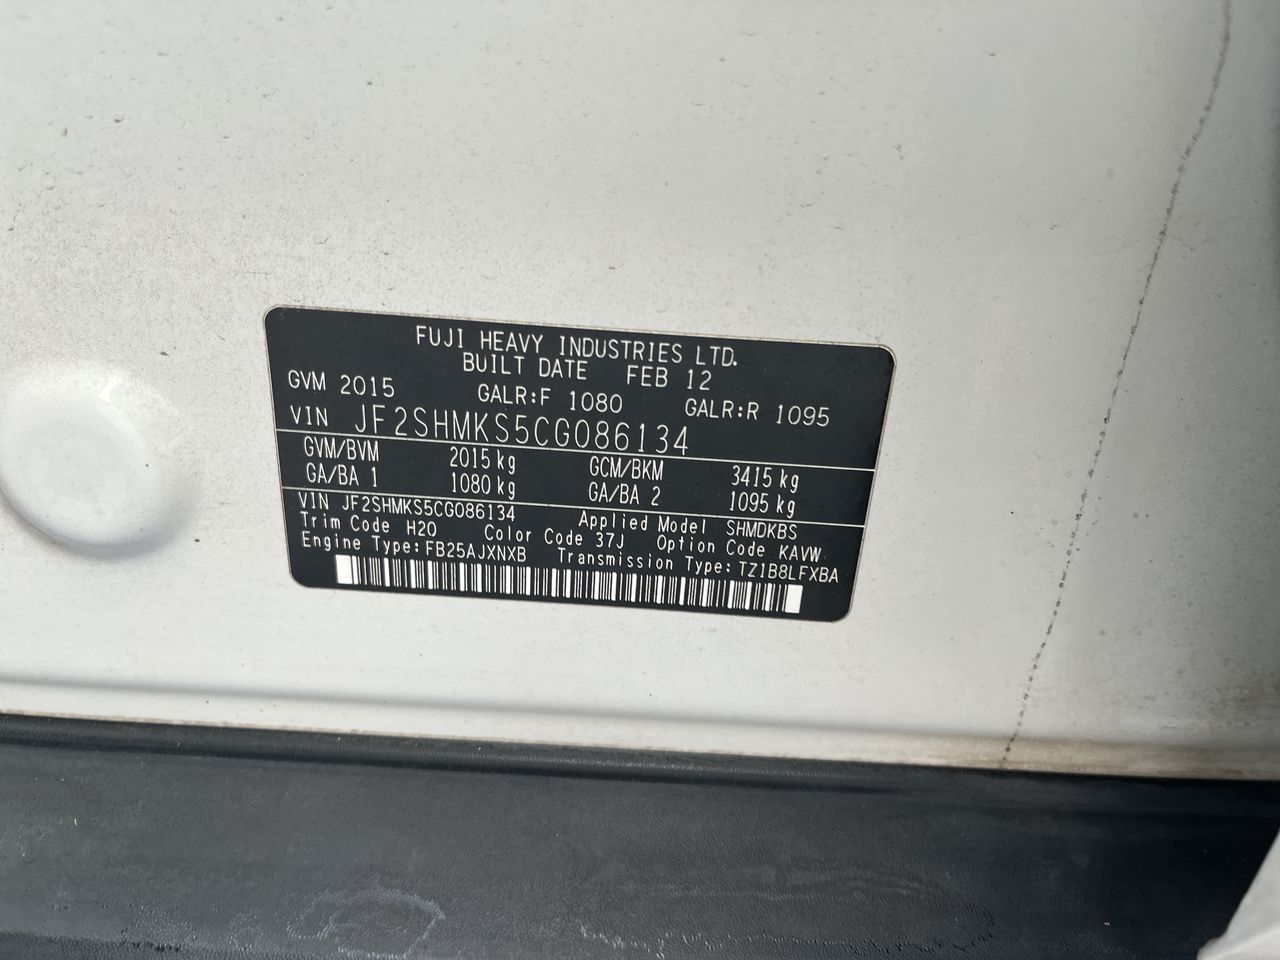 FUJI HEAVY INDUSTRIES LTD.
BUILT DATE FEB 12
GVM 2015 GALR:F 1080 GALR:R 1095
VIN JF2SHMKS5CG086134
GVM/BVM 2015 kg GCM/BKM 3415 kg
GA/BA 1 1080 kg GA/BA 2 1095 kg
VIN JF2SHMKS5CG086134 Applied Model SHMDKBS
Trim Code H20 Color Code 37J Option Code KAVW
Engine Type:FB25AJXNXB Transmission Type:TZ1B8LFXBA